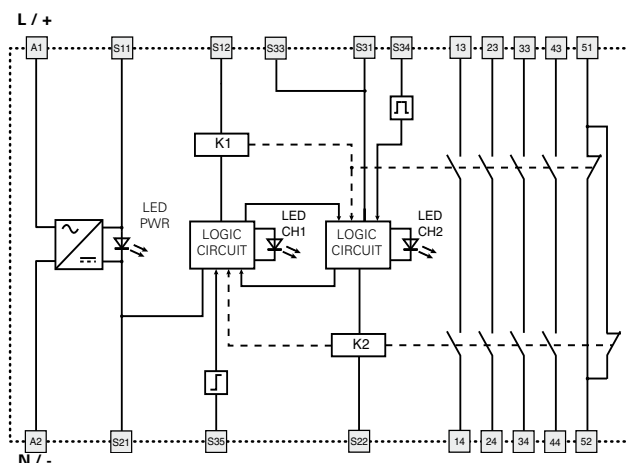 L / +
A1 S11 S12 S33 S31 S34 13 23 33 43 51
K1
LED
PWR
LED
CH1
LED
CH2
LOGIC
CIRCUIT
LOGIC
CIRCUIT
K2
A2 S21 S35 S22 14 24 34 44 52
N / -